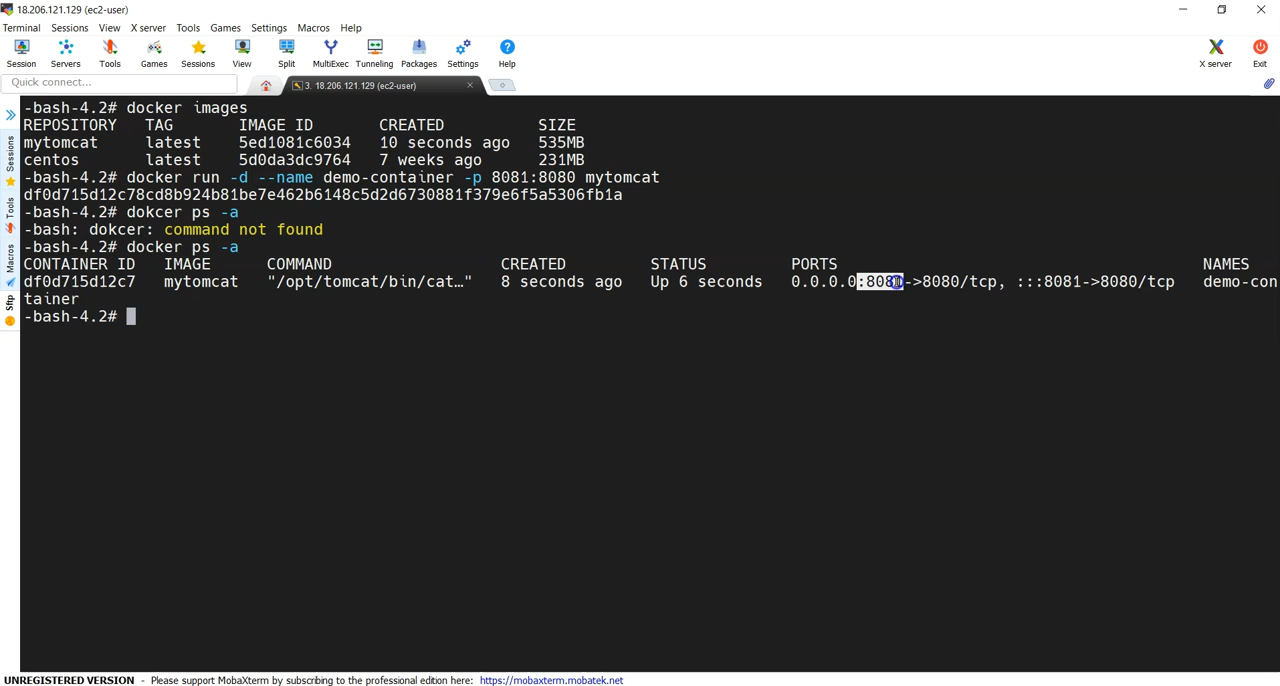 18.206.121.129 (ec2-user)
Terminal Sessions View X server Tools Games Settings Macros Help
Session Servers Tools Games Sessions View Split MultiExec Tunneling Packages Settings Help X server Exit
Quick connect...
3. 18.206.121.129 (ec2-user)
Sessions
Tools
Macros
Sftp
-bash-4.2# docker images
REPOSITORY TAG IMAGE ID CREATED SIZE
mytomcat latest 5ed1081c6034 10 seconds ago 535MB
centos latest 5d0da3dc9764 7 weeks ago 231MB
-bash-4.2# docker run -d --name demo-container -p 8081:8080 mytomcat
df0d715d12c78cd8b924b81be7e462b6148c5d2d6730881f379e6f5a5306fb1a
-bash-4.2# dokcer ps -a
-bash: dokcer: command not found
-bash-4.2# docker ps -a
CONTAINER ID IMAGE COMMAND CREATED STATUS PORTS NAMES
df0d715d12c7 mytomcat "/opt/tomcat/bin/cat…" 8 seconds ago Up 6 seconds 0.0.0.0:8081->8080/tcp, :::8081->8080/tcp demo-con
tainer
-bash-4.2#
UNREGISTERED VERSION - Please support MobaXterm by subscribing to the professional edition here: https://mobaxterm.mobatek.net